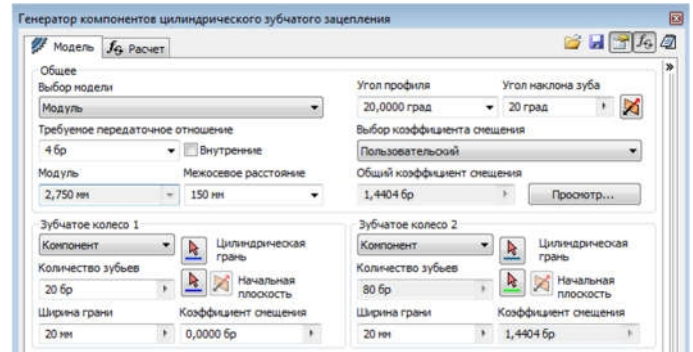 Генератор компонентов цилиндрического зубчатого зацепления
Модель
fG Расчет
Общее
Выбор модели
Угол профиля
Угол наклона зуба
Модуль
20,0000 град
20 град
Требуемое передаточное отношение
Выбор коэффициента смещения
4 бр
Внутренние
Пользовательский
Модуль
Межосевое расстояние
Общий коэффициент смещения
2,750 мм
150 мм
1,4404 бр
Просмотр...
Зубчатое колесо 1
Компонент
Цилиндрическая
грань
Количество зубьев
20 бр
Начальная
плоскость
Ширина грани
Коэффициент смещения
20 мм
0,0000 бр
Зубчатое колесо 2
Компонент
Цилиндрическая
грань
Количество зубьев
80 бр
Начальная
плоскость
Ширина грани
Коэффициент смещения
20 мм
1,4404 бр